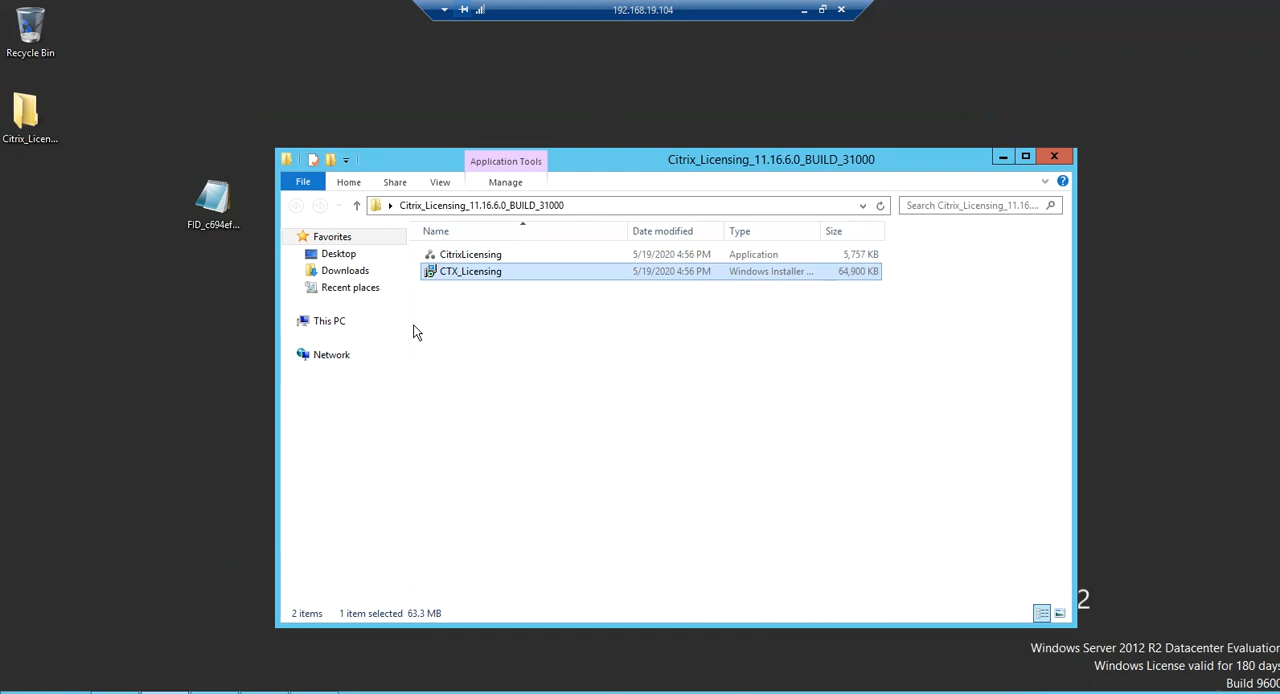 192.168.19.104
Recycle Bin
Citrix_Licen...
FID_c694ef...
Application Tools
Citrix_Licensing_11.16.6.0_BUILD_31000
File
Home
Share
View
Manage
Citrix_Licensing_11.16.6.0_BUILD_31000
Search Citrix_Licensing_11.16....
Name
Date modified
Type
Size
Favorites
Desktop
Downloads
Recent places
This PC
Network
CitrixLicensing
5/19/2020 4:56 PM
Application
5,757 KB
CTX_Licensing
5/19/2020 4:56 PM
Windows Installer ...
64,900 KB
2 items
1 item selected 63.3 MB
2
Windows Server 2012 R2 Datacenter Evaluation
Windows License valid for 180 days
Build 9600